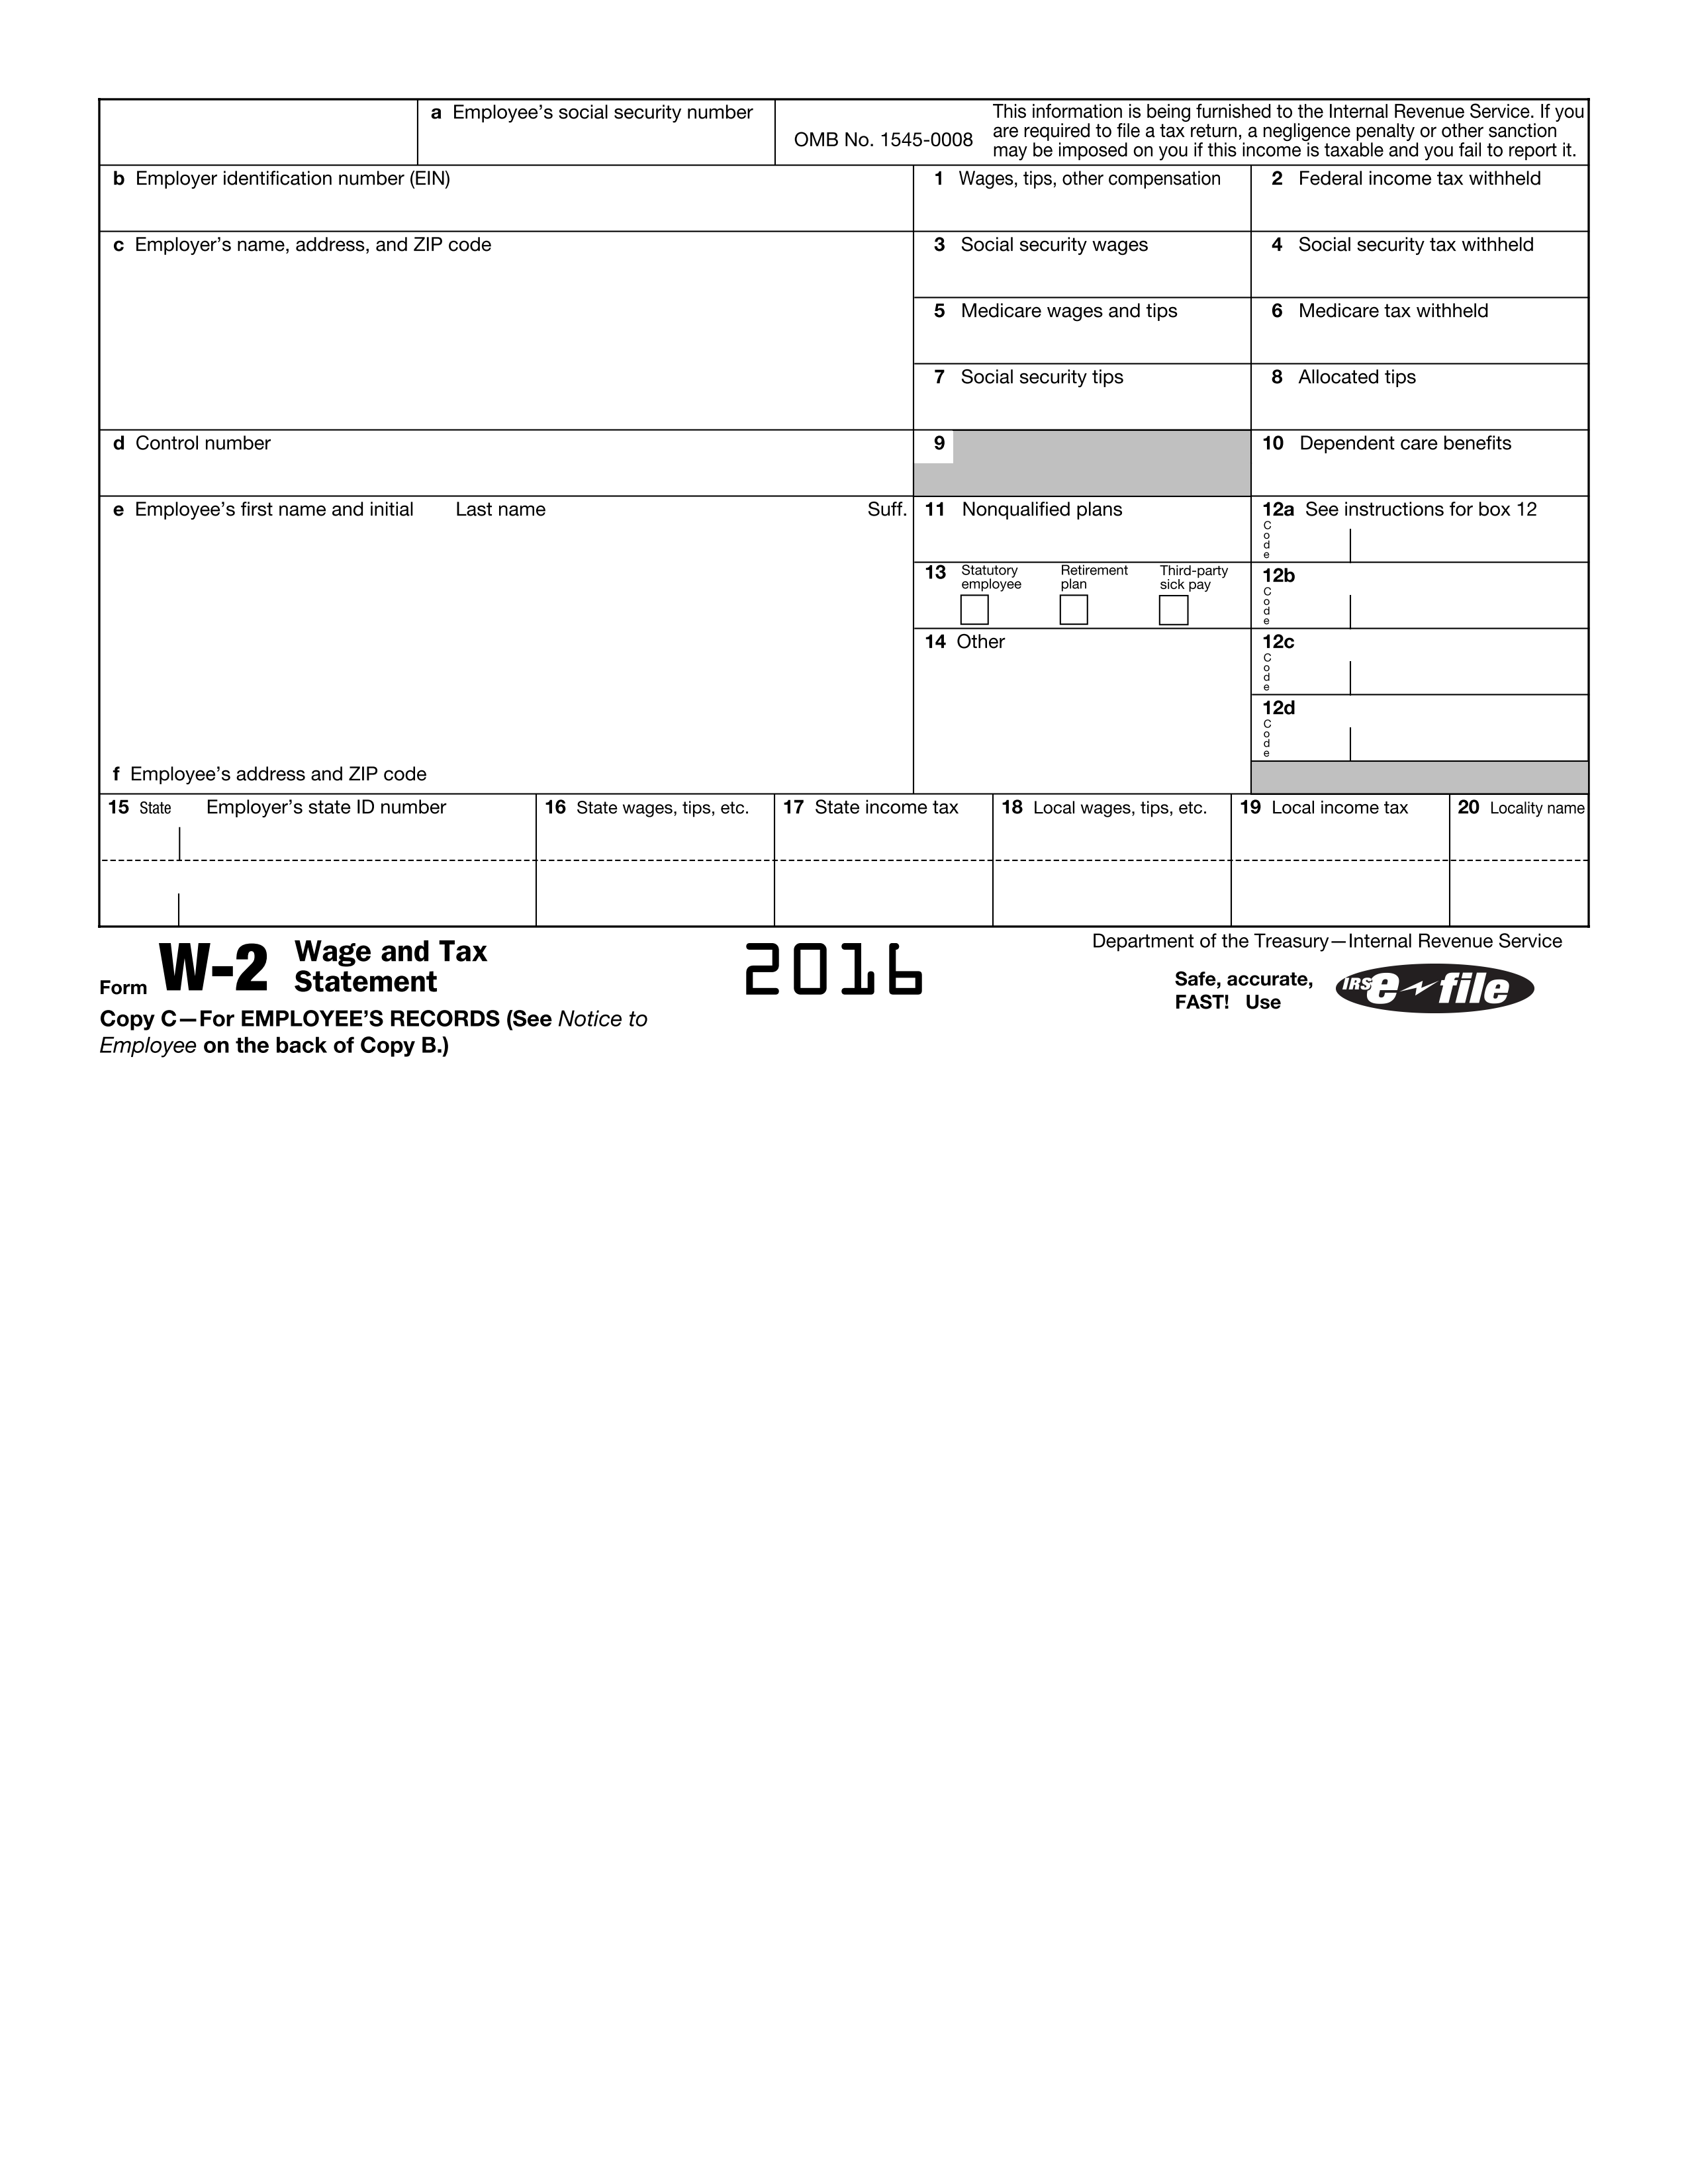 a Employee’s social security number
OMB No. 1545-0008
This information is being furnished to the Internal Revenue Service. If you
are required to file a tax return, a negligence penalty or other sanction
may be imposed on you if this income is taxable and you fail to report it.
b Employer identification number (EIN)
1 Wages, tips, other compensation
2 Federal income tax withheld
c Employer’s name, address, and ZIP code
3 Social security wages
4 Social security tax withheld
5 Medicare wages and tips
6 Medicare tax withheld
7 Social security tips
8 Allocated tips
d Control number
9
10 Dependent care benefits
e Employee’s first name and initial Last name Suff.
11 Nonqualified plans
12a See instructions for box 12
Code
13 Statutory employee
Retirement plan
Third-party sick pay
12b
Code
14 Other
12c
Code
12d
Code
f Employee’s address and ZIP code
15 State Employer’s state ID number
16 State wages, tips, etc.
17 State income tax
18 Local wages, tips, etc.
19 Local income tax
20 Locality name
Form W-2 Wage and Tax
Statement
2016
Department of the Treasury—Internal Revenue Service
Safe, accurate,
FAST! Use
IRS e file
Copy C—For EMPLOYEE’S RECORDS (See Notice to
Employee on the back of Copy B.)